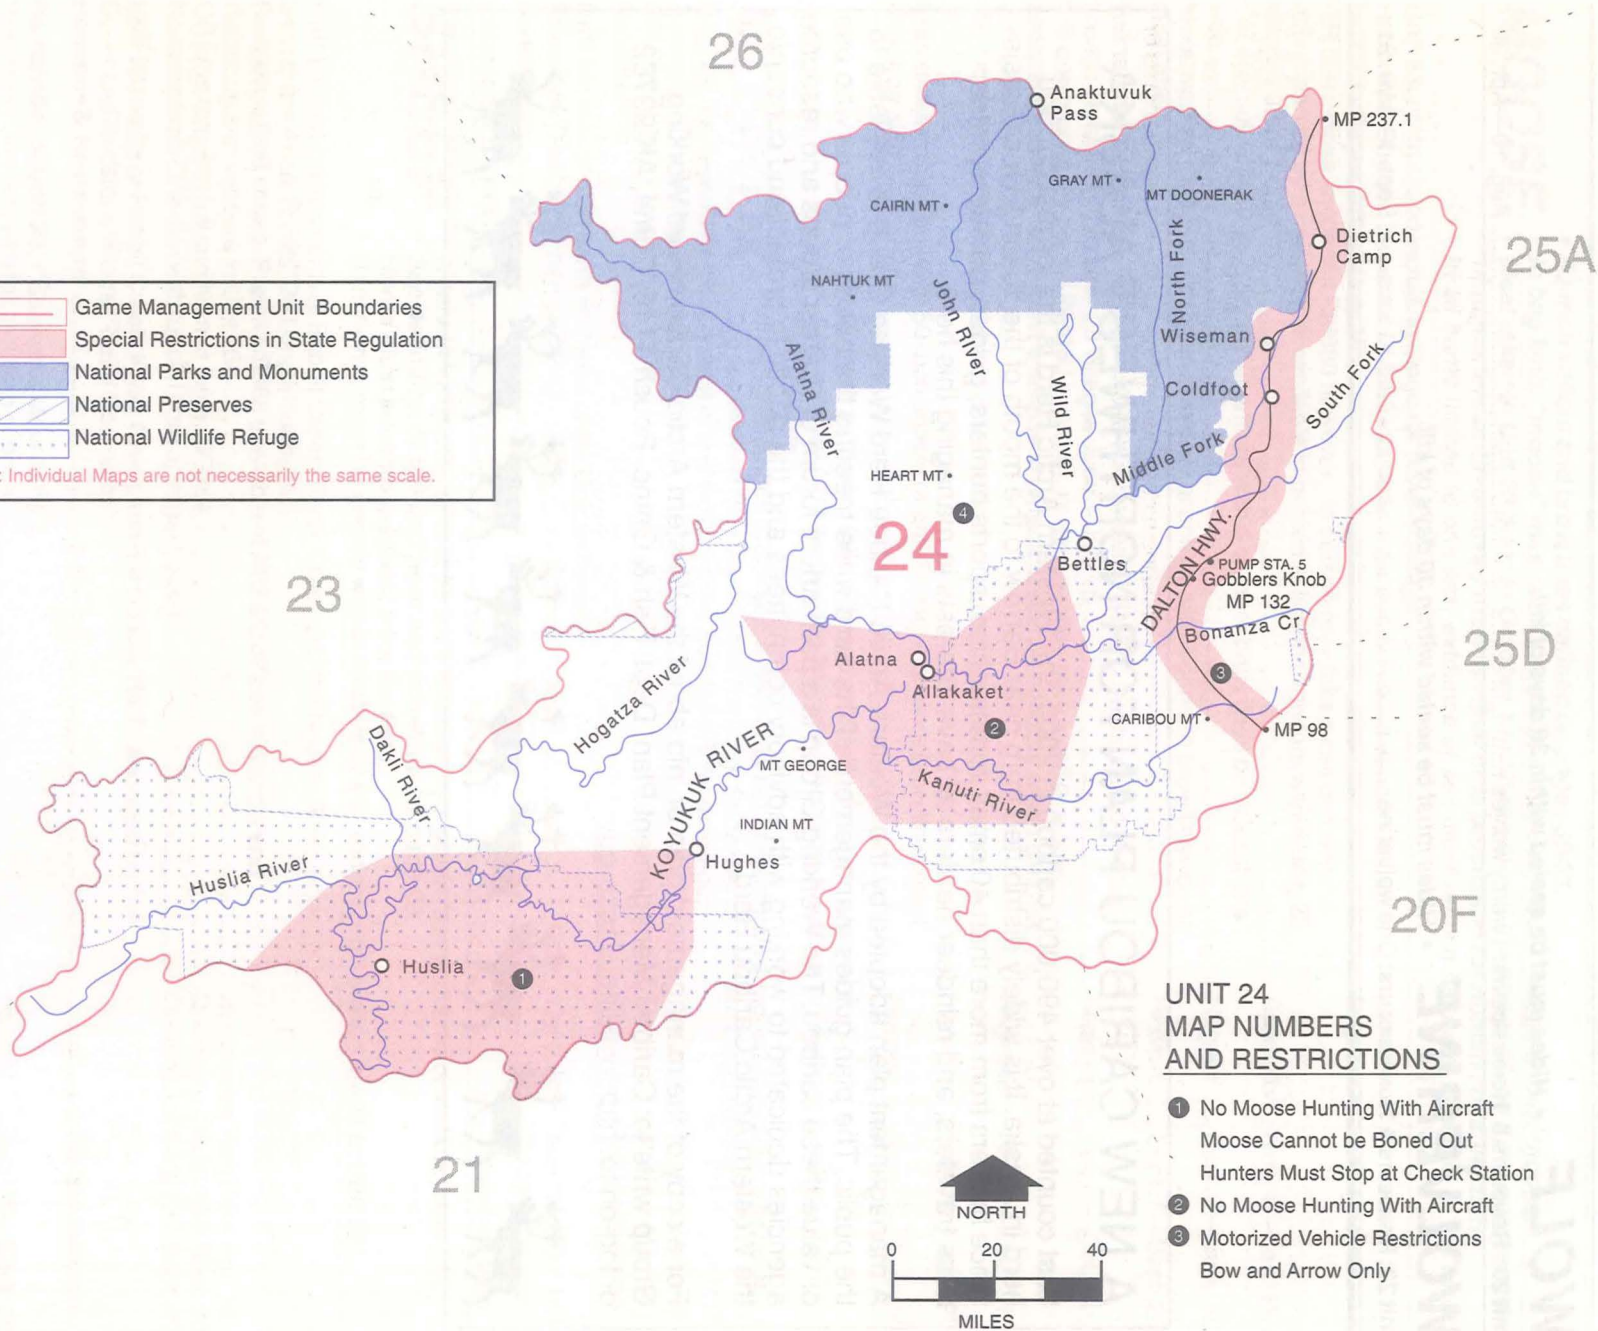 26
Anaktuvuk
Pass
MP 237.1
GRAY MT
MT DOONERAK
CAIRN MT
25A
Dietrich
Camp
North Fork
NAHTUK MT
John River
Game Management Unit Boundaries
Special Restrictions in State Regulation
National Parks and Monuments
National Preserves
National Wildlife Refuge
: Individual Maps are not necessarily the same scale.
Wiseman
Alatna River
Coldfoot
South Fork
Wild River
Middle Fork
HEART MT
4
24
DALTON HWY.
Bettles
PUMP STA. 5
Gobblers Knob
MP 132
23
Bonanza Cr
25D
Alatna
Allakaket
3
Hogatza River
2
CARIBOU MT
MP 98
Dakli River
KOYUKUK RIVER
MT GEORGE
Kanuti River
INDIAN MT
Hughes
Huslia River
20F
Huslia
1
21
UNIT 24
MAP NUMBERS
AND RESTRICTIONS
1 No Moose Hunting With Aircraft
Moose Cannot be Boned Out
Hunters Must Stop at Check Station
2 No Moose Hunting With Aircraft
3 Motorized Vehicle Restrictions
Bow and Arrow Only
NORTH
0 20 40
MILES